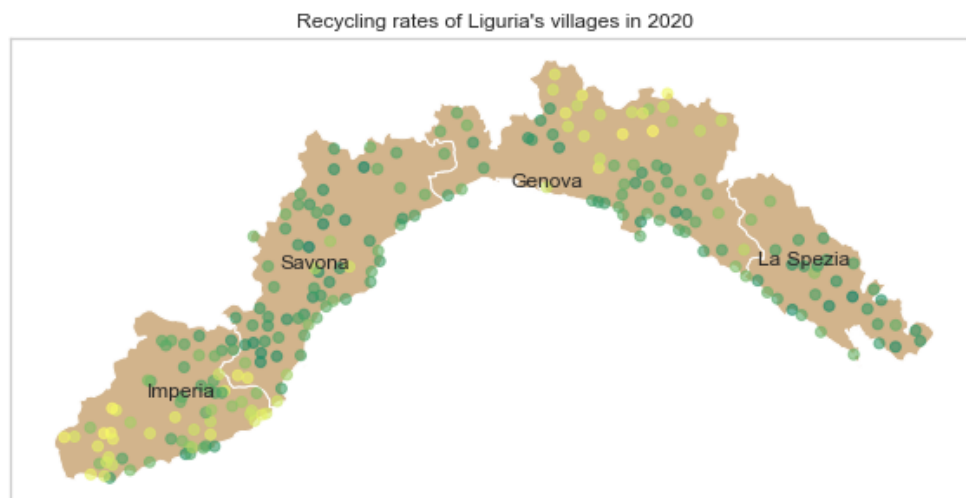 Recycling rates of Liguria's villages in 2020
Genova
La Spezia
Savona
Imperia